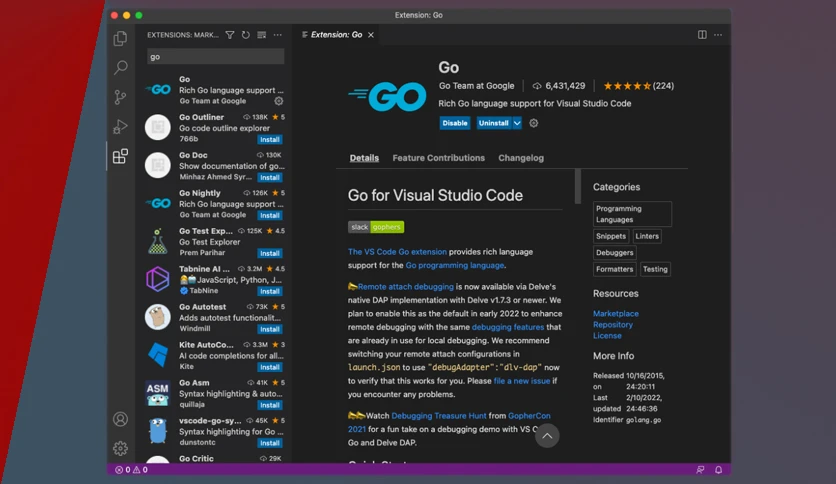 Extension: Go
EXTENSIONS: MARK...
go
Go
Rich Go language support ...
Go Team at Google
Go Outliner 138K ★ 5
Go code outline explorer
766b Install
Go Doc 130K
Show documentation of go...
Minhaz Ahmed Syr... Install
Go Nightly 126K ★ 5
Rich Go language support ...
Go Team at Google Install
Go Test Exp... 125K ★ 4.5
Go Test Explorer
Prem Parihar Install
Tabnine AI ... 3.2M ★ 4.5
JavaScript, Python, J...
TabNine Install
Go Autotest 73K ★ 5
Adds autotest functionalit...
Windmill Install
Kite AutoCo... 3.3M ★ 3
AI code completions for all...
Kite Install
ASM
Go Asm 41K ★ 5
Syntax highlighting & auto...
quillaja Install
vscode-go-sy... 45K ★ 5
Syntax highlighting for Go ...
dunstontc Install
Go Critic 29K
Extension: Go
GO
Go
Go Team at Google | 6,431,429 | (224)
Rich Go language support for Visual Studio Code
Disable Uninstall
Details Feature Contributions Changelog
Go for Visual Studio Code
slack gophers
The VS Code Go extension provides rich language
support for the Go programming language.
Remote attach debugging is now available via Delve's
native DAP implementation with Delve v1.7.3 or newer. We
plan to enable this as the default in early 2022 to enhance
remote debugging with the same debugging features that
are already in use for local debugging. We recommend
switching your remote attach configurations in
launch.json to use "debugAdapter":"dlv-dap" now
to verify that this works for you. Please file a new issue if
you encounter any problems.
Watch Debugging Treasure Hunt from GopherCon
2021 for a fun take on a debugging demo with VS
Go and Delve DAP.
Categories
Programming
Languages
Snippets Linters
Debuggers
Formatters Testing
Resources
Marketplace
Repository
License
More Info
Released 10/16/2015,
on 24:20:11
Last 2/10/2022,
updated 24:46:36
Identifier golang.go
0 0